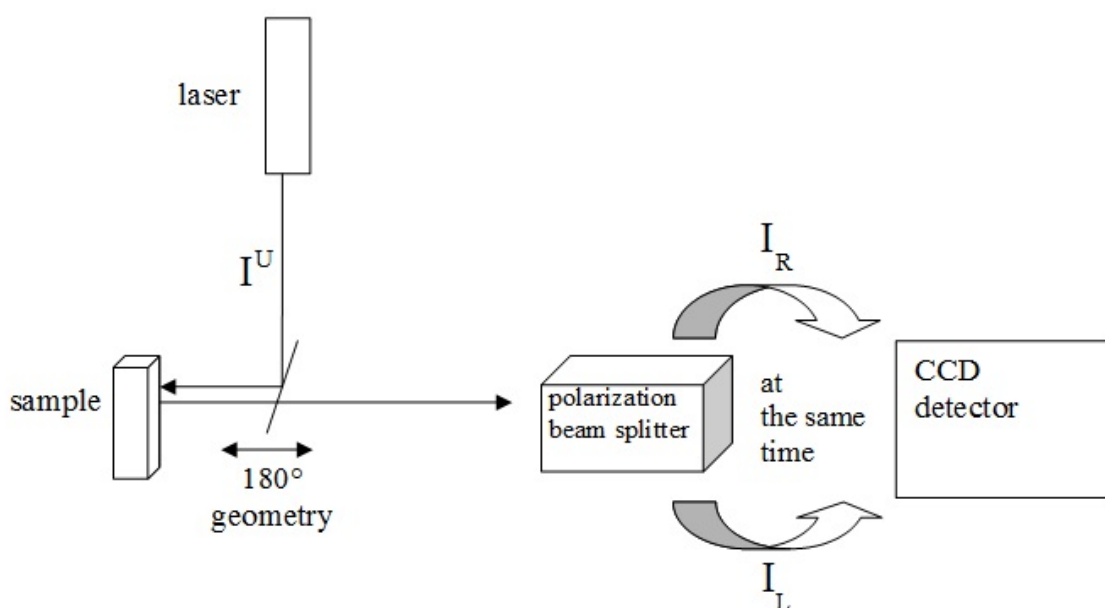 laser
I^U
sample
180°
geometry
polarization
beam splitter
I_R
at
the same
time
I_L
CCD
detector